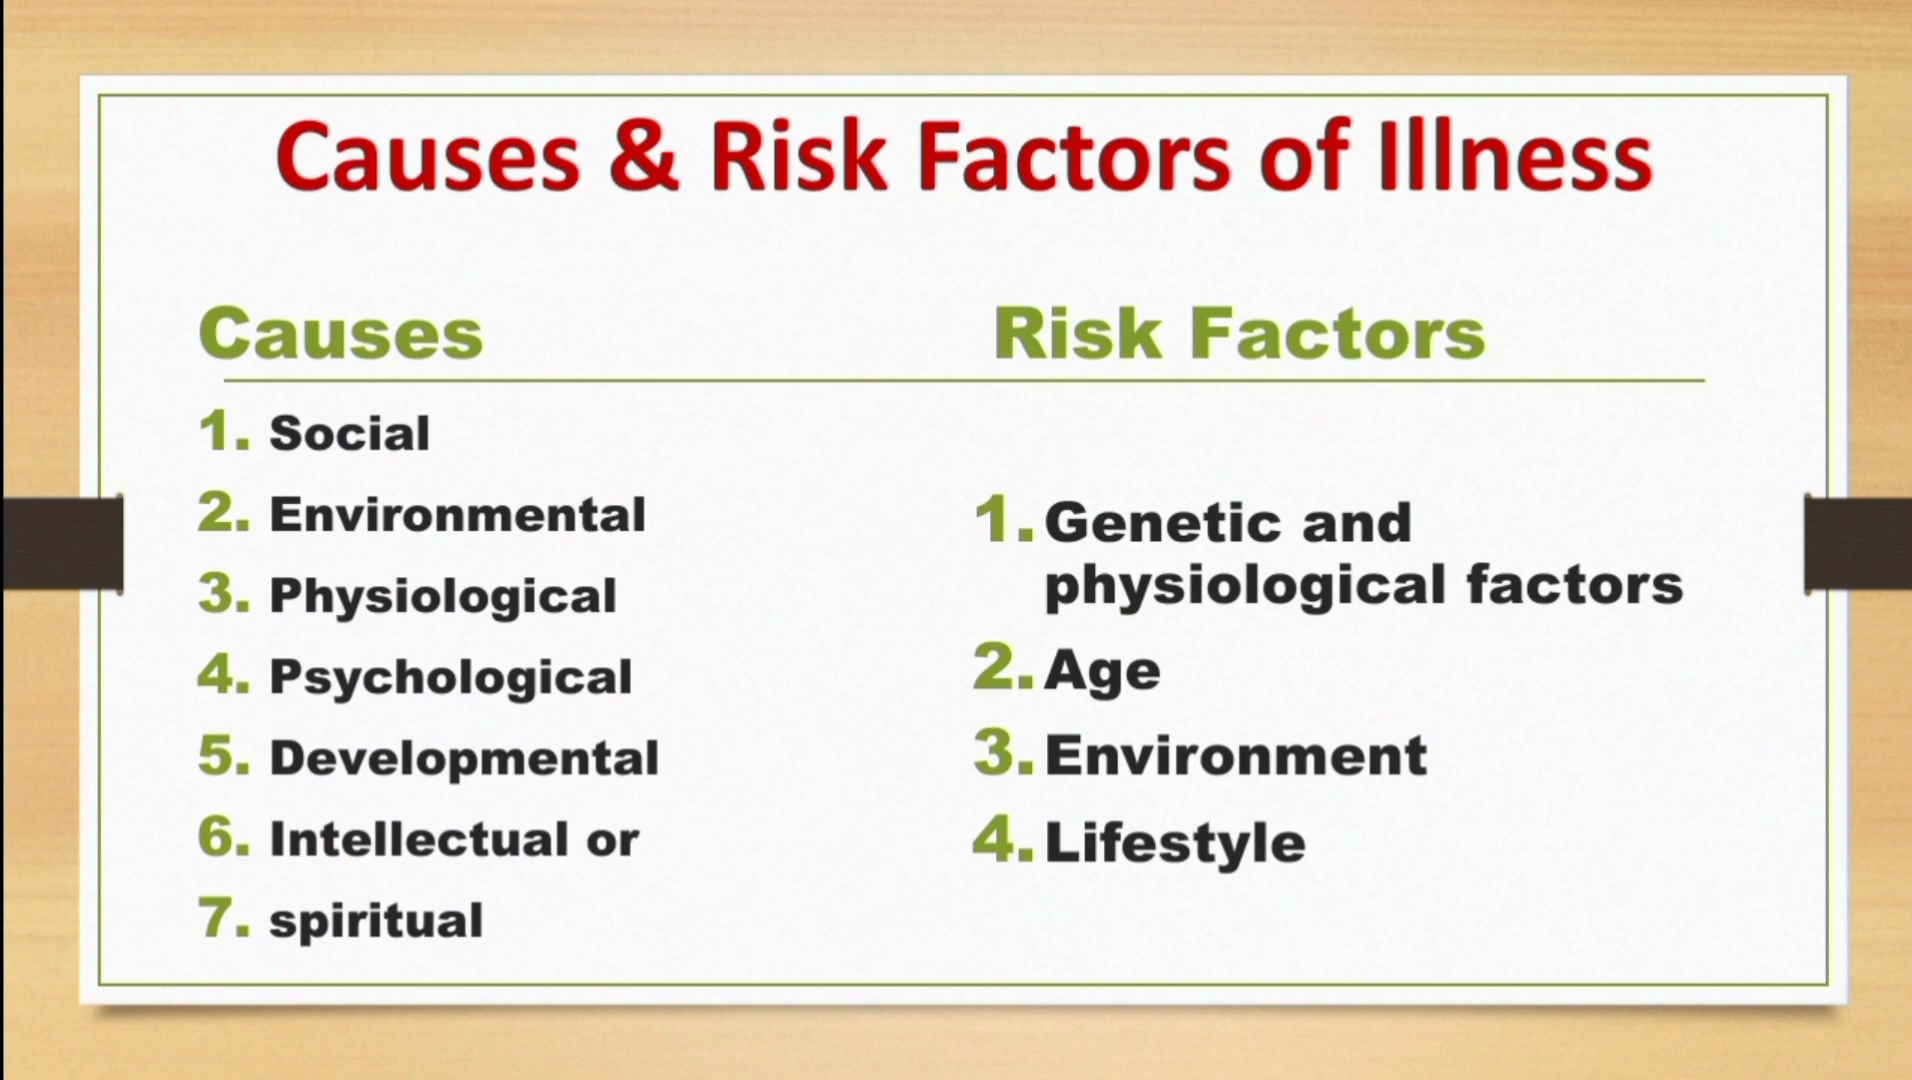 Causes & Risk Factors of Illness
Causes
1. Social
2. Environmental
3. Physiological
4. Psychological
5. Developmental
6. Intellectual or
7. spiritual
Risk Factors
1. Genetic and
physiological factors
2. Age
3. Environment
4. Lifestyle